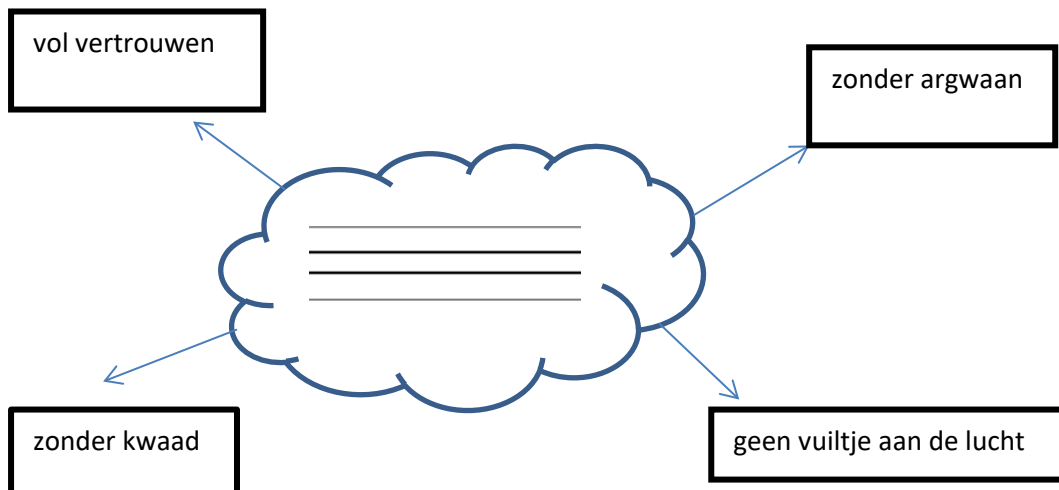 vol vertrouwen
zonder argwaan
zonder kwaad
geen vuiltje aan de lucht